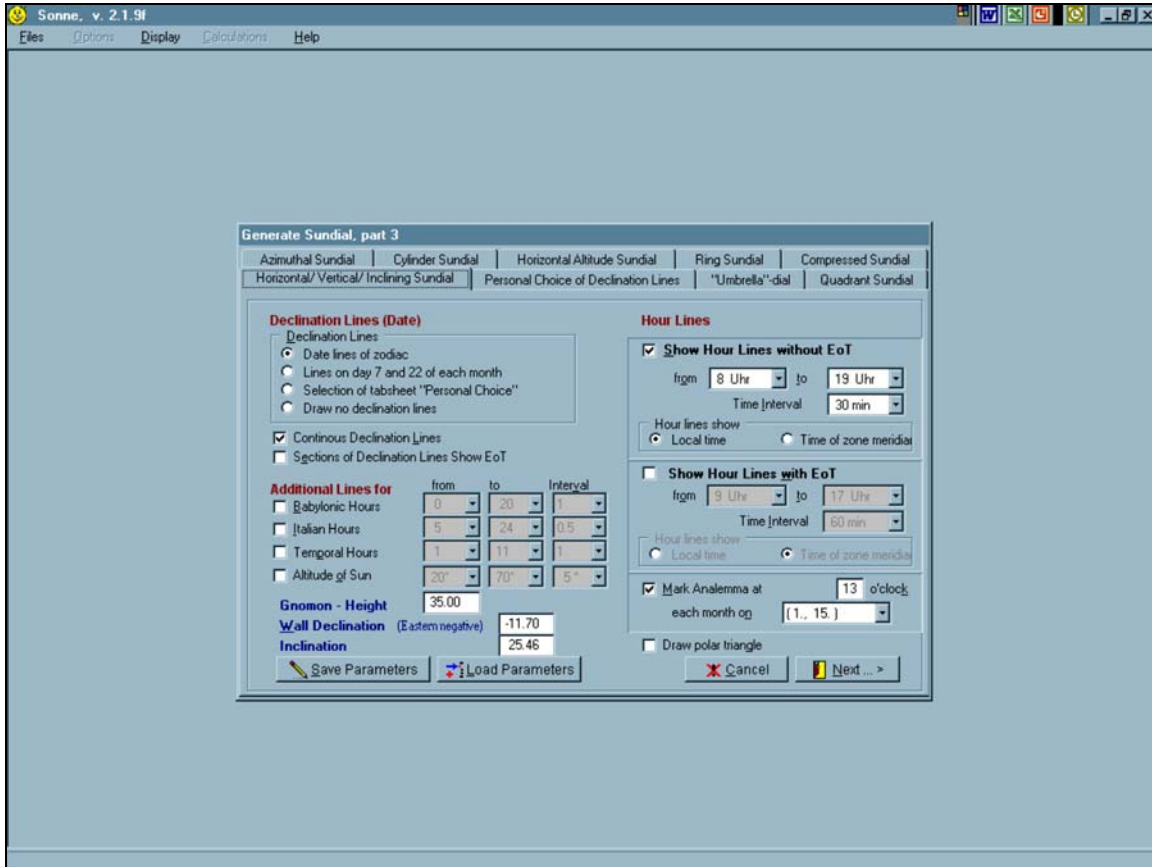 Sonne, v. 2.1.9f
Files Options Display Calculations Help
Generate Sundial, part 3
Azimuthal Sundial Cylinder Sundial Horizontal Altitude Sundial Ring Sundial Compressed Sundial
Horizontal/ Vertical/ Inclining Sundial Personal Choice of Declination Lines "Umbrella"-dial Quadrant Sundial
Declination Lines (Date)
Declination Lines
Date lines of zodiac
Lines on day 7 and 22 of each month
Selection of tabsheet "Personal Choice"
Draw no declination lines
Continous Declination Lines
Sections of Declination Lines Show EoT
Additional Lines for from to Interval
Babylonic Hours 0 20 1
Italian Hours 5 24 0.5
Temporal Hours 1 11 1
Altitude of Sun 20° 70° 5°
Gnomon - Height 35.00
Wall Declination (Eastern negative) -11.70
Inclination 25.46
Save Parameters Load Parameters
Hour Lines
Show Hour Lines without EoT
from 8 Uhr to 19 Uhr
Time Interval 30 min
Hour lines show
Local time Time of zone meridiar
Show Hour Lines with EoT
from 9 Uhr to 17 Uhr
Time Interval 60 min
Hour lines show
Local time Time of zone meridiar
Mark Analemma at 13 o'clock
each month on (1., 15.)
Draw polar triangle
Cancel Next ... >